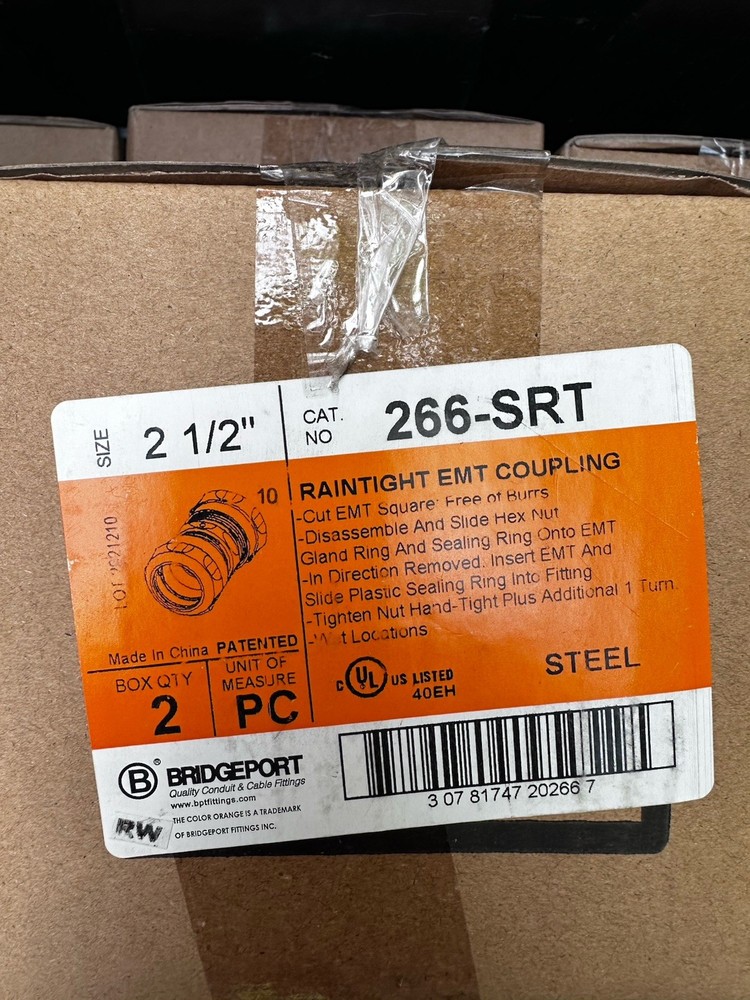 SIZE
2 1/2"
CAT. NO
266-SRT
10
RAINTIGHT EMT COUPLING
-Cut EMT Square Free of Burrs
-Disassemble And Slide Hex Nut
Gland Ring And Sealing Ring Onto EMT
-In Direction Removed. Insert EMT And
Slide Plastic Sealing Ring Into Fitting
-Tighten Nut Hand-Tight Plus Additional 1 Turn.
-Wet Locations
LOT
Made In China PATENTED
BOX QTY
2
UNIT OF
MEASURE
PC
C UL US LISTED
40EH
STEEL
B ® BRIDGEPORT
Quality Conduit & Cable Fittings
www.bptfittings.com
RW
THE COLOR ORANGE IS A TRADEMARK
OF BRIDGEPORT FITTINGS INC.
3 07 81747 20266 7